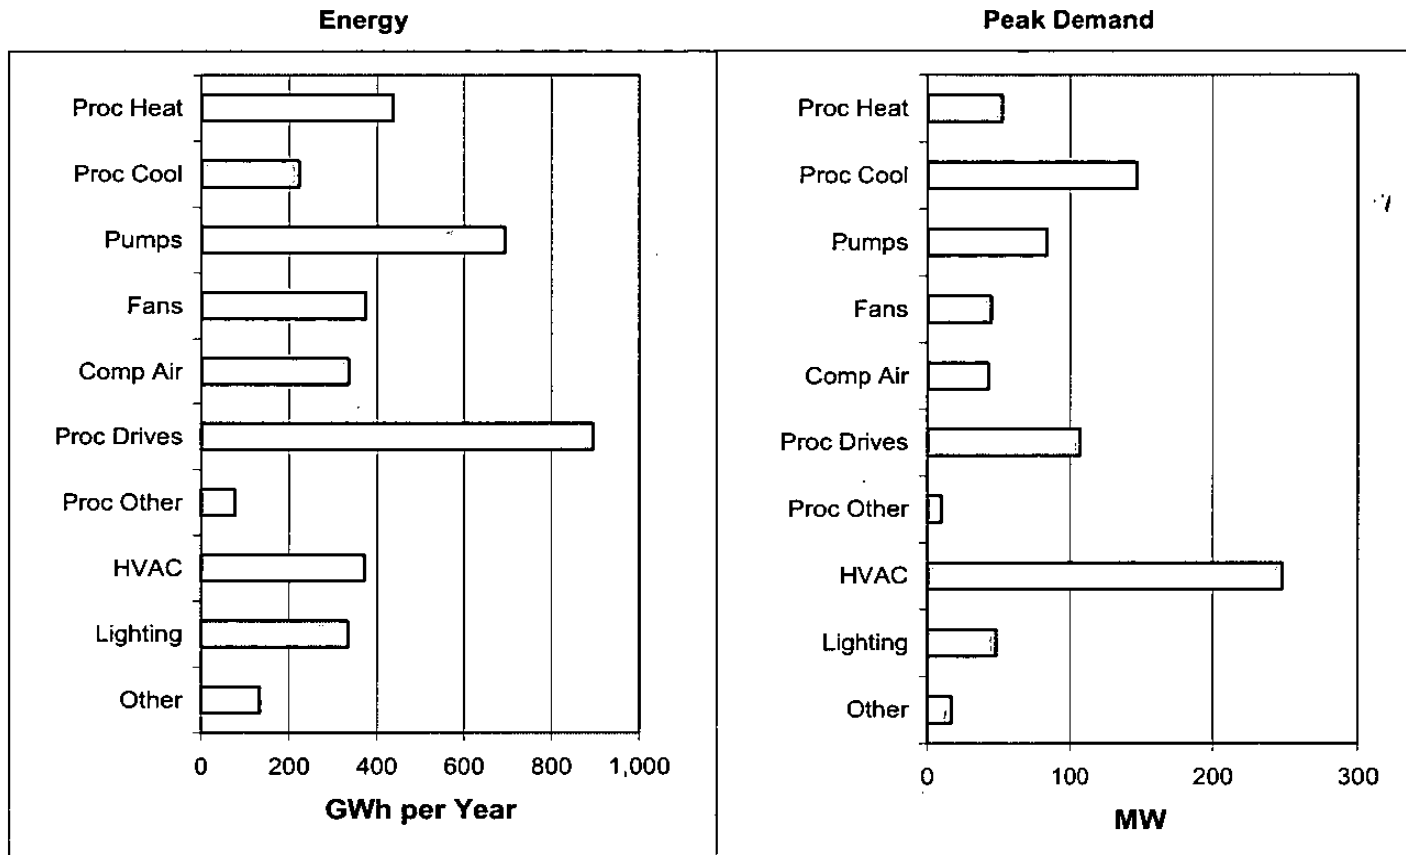 Energy
Proc Heat
Proc Cool
Pumps
Fans
Comp Air
Proc Drives
Proc Other
HVAC
Lighting
Other
0 200 400 600 800 1,000
GWh per Year
Peak Demand
Proc Heat
Proc Cool
Pumps
Fans
Comp Air
Proc Drives
Proc Other
HVAC
Lighting
Other
0 100 200 300
MW